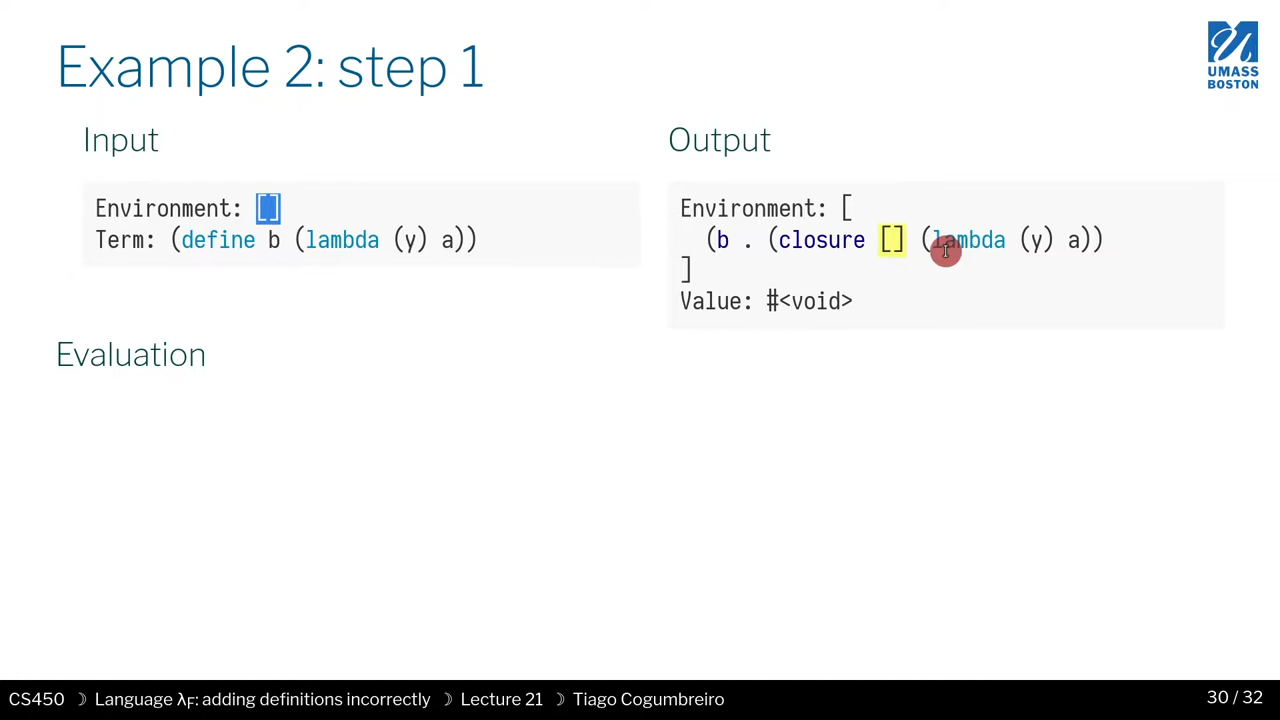 Example 2: step 1
UMASS
BOSTON
Input
Environment: []
Term: (define b (lambda (y) a))
Output
Environment: [
(b . (closure [] (lambda (y) a))
]
Value: #<void>
Evaluation
CS450 ☽ Language λF: adding definitions incorrectly ☽ Lecture 21 ☽ Tiago Cogumbreiro
30 / 32